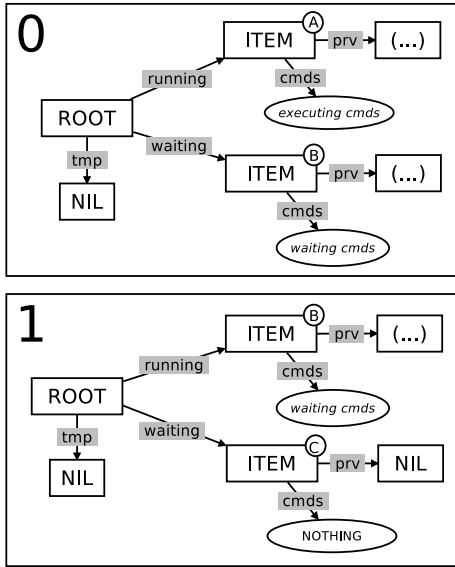 0
A
ITEM
prv
(...)
running
cmds
executing cmds
ROOT
tmp
waiting
B
ITEM
prv
(...)
NIL
cmds
waiting cmds
1
B
ITEM
prv
(...)
running
cmds
waiting cmds
ROOT
tmp
waiting
C
ITEM
prv
NIL
NIL
cmds
NOTHING